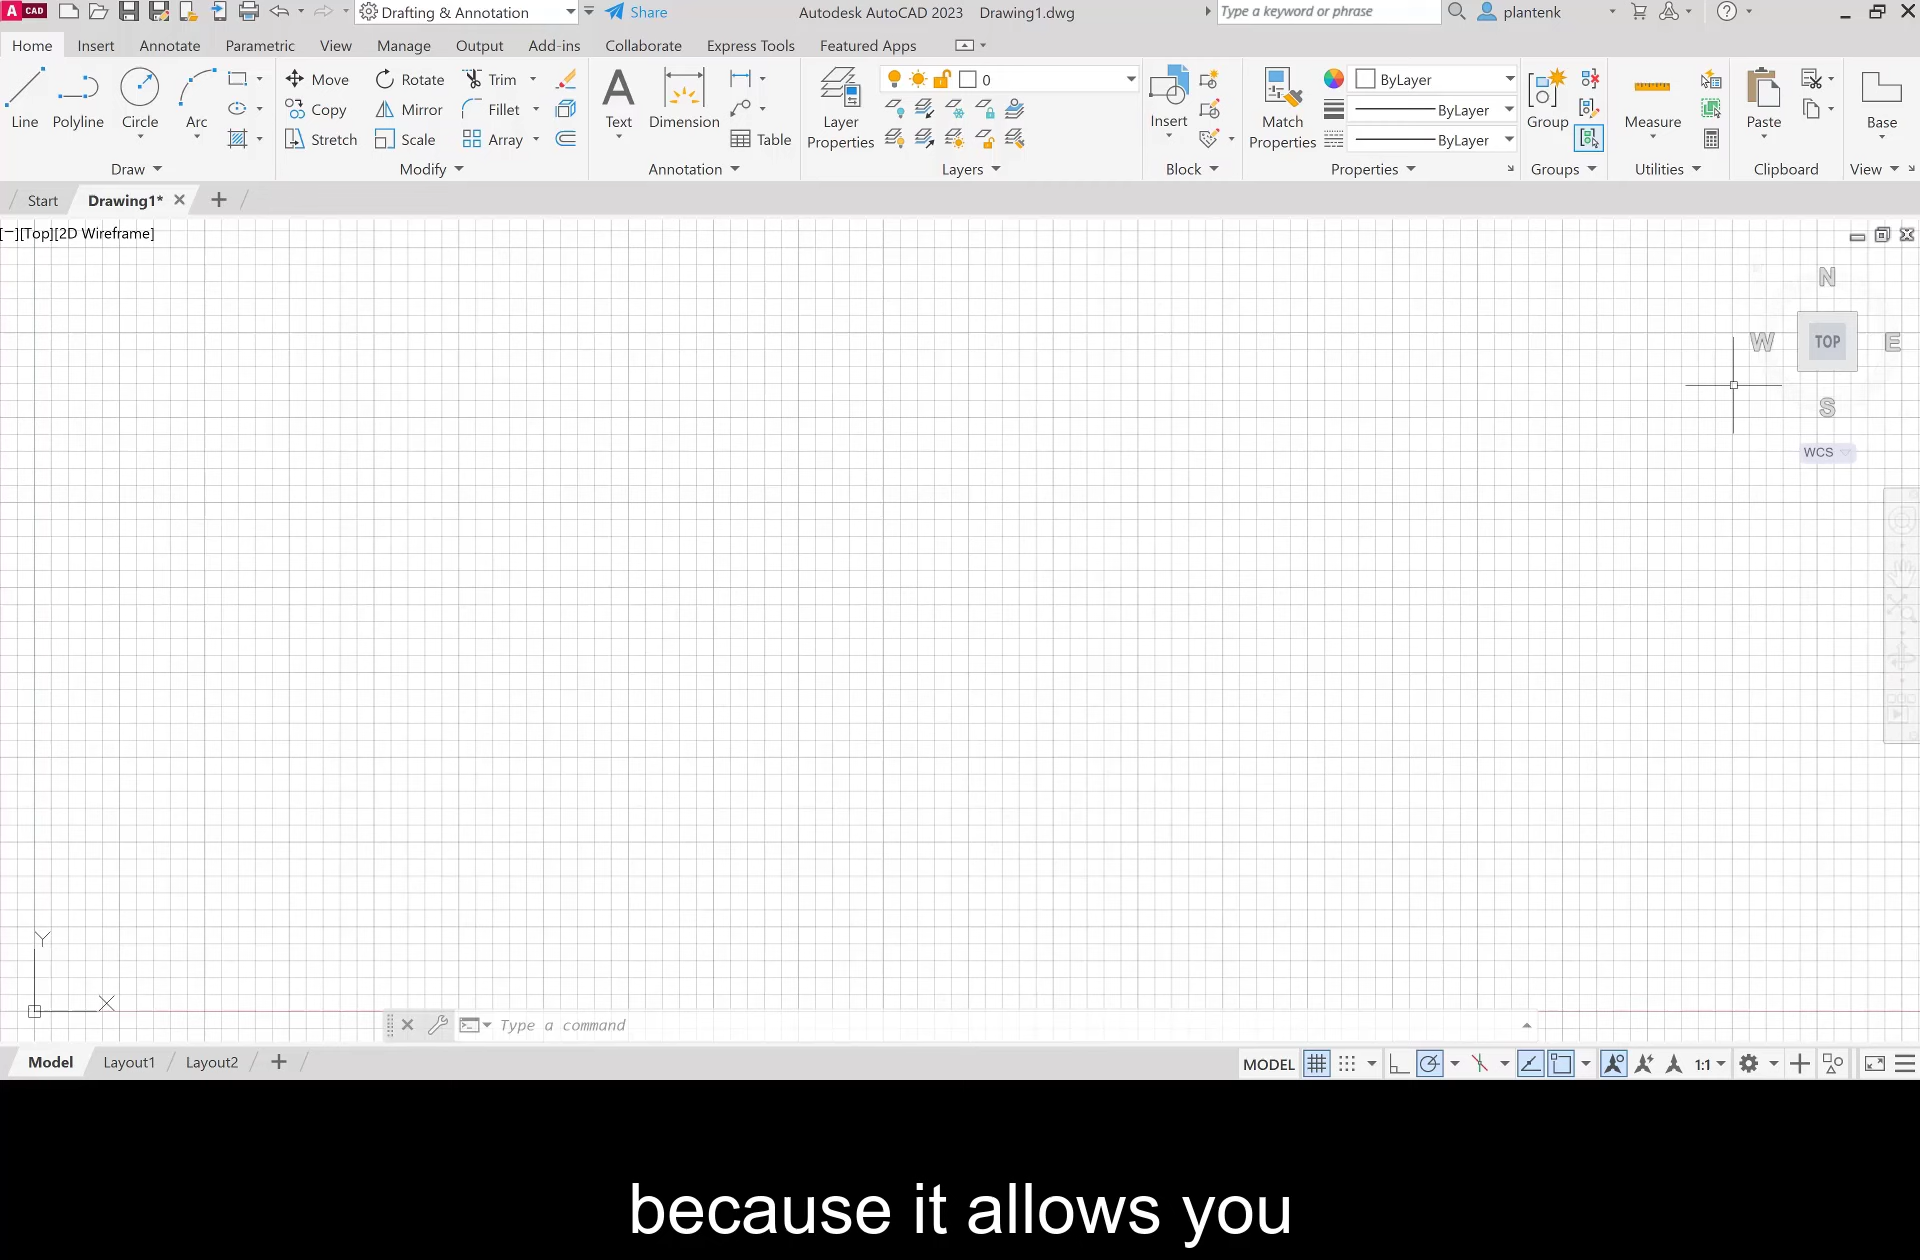 A CAD Drafting & Annotation Share Autodesk AutoCAD 2023 Drawing1.dwg Type a keyword or phrase plantenk
Home Insert Annotate Parametric View Manage Output Add-ins Collaborate Express Tools Featured Apps
Line Polyline Circle Arc
Move Rotate Trim
Copy Mirror Fillet
Stretch Scale Array
Text Dimension Table
Layer Properties
0
Insert
Match Properties
ByLayer
ByLayer
ByLayer
Group Measure Paste Base
Draw Modify Annotation Layers Block Properties Groups Utilities Clipboard View
Start Drawing1*
[−][Top][2D Wireframe]
N
W TOP E
S
WCS
Y
X
Type a command
Model Layout1 Layout2 MODEL 1:1
because it allows you